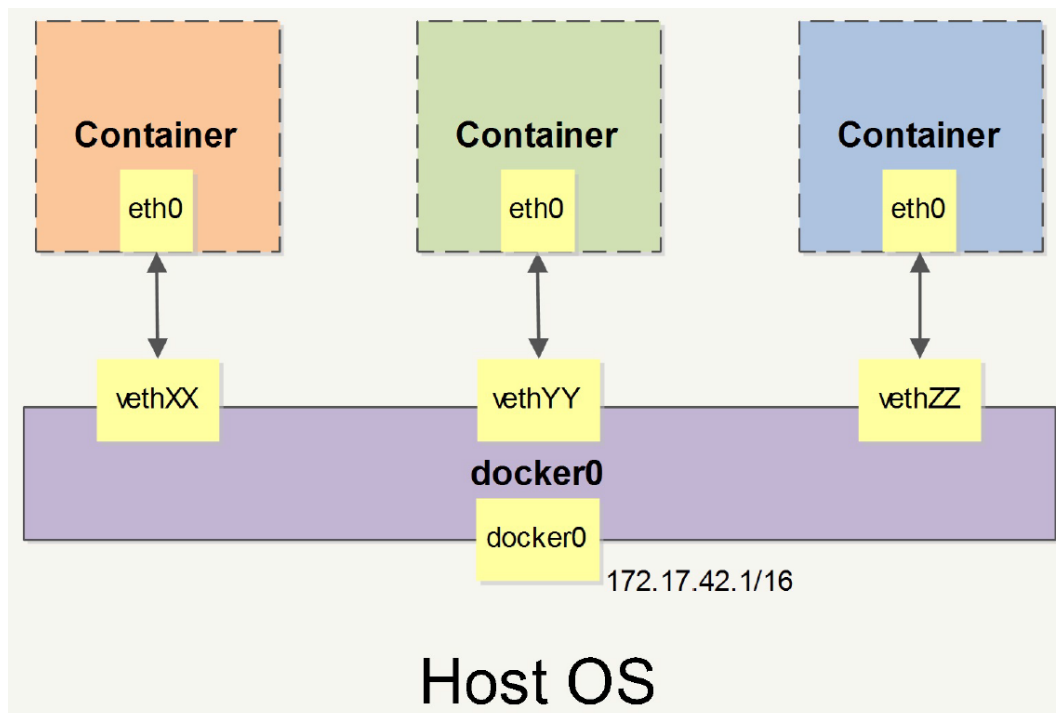 Container
Container
Container
eth0
eth0
eth0
vethXX
vethYY
vethZZ
docker0
docker0
172.17.42.1/16
Host OS